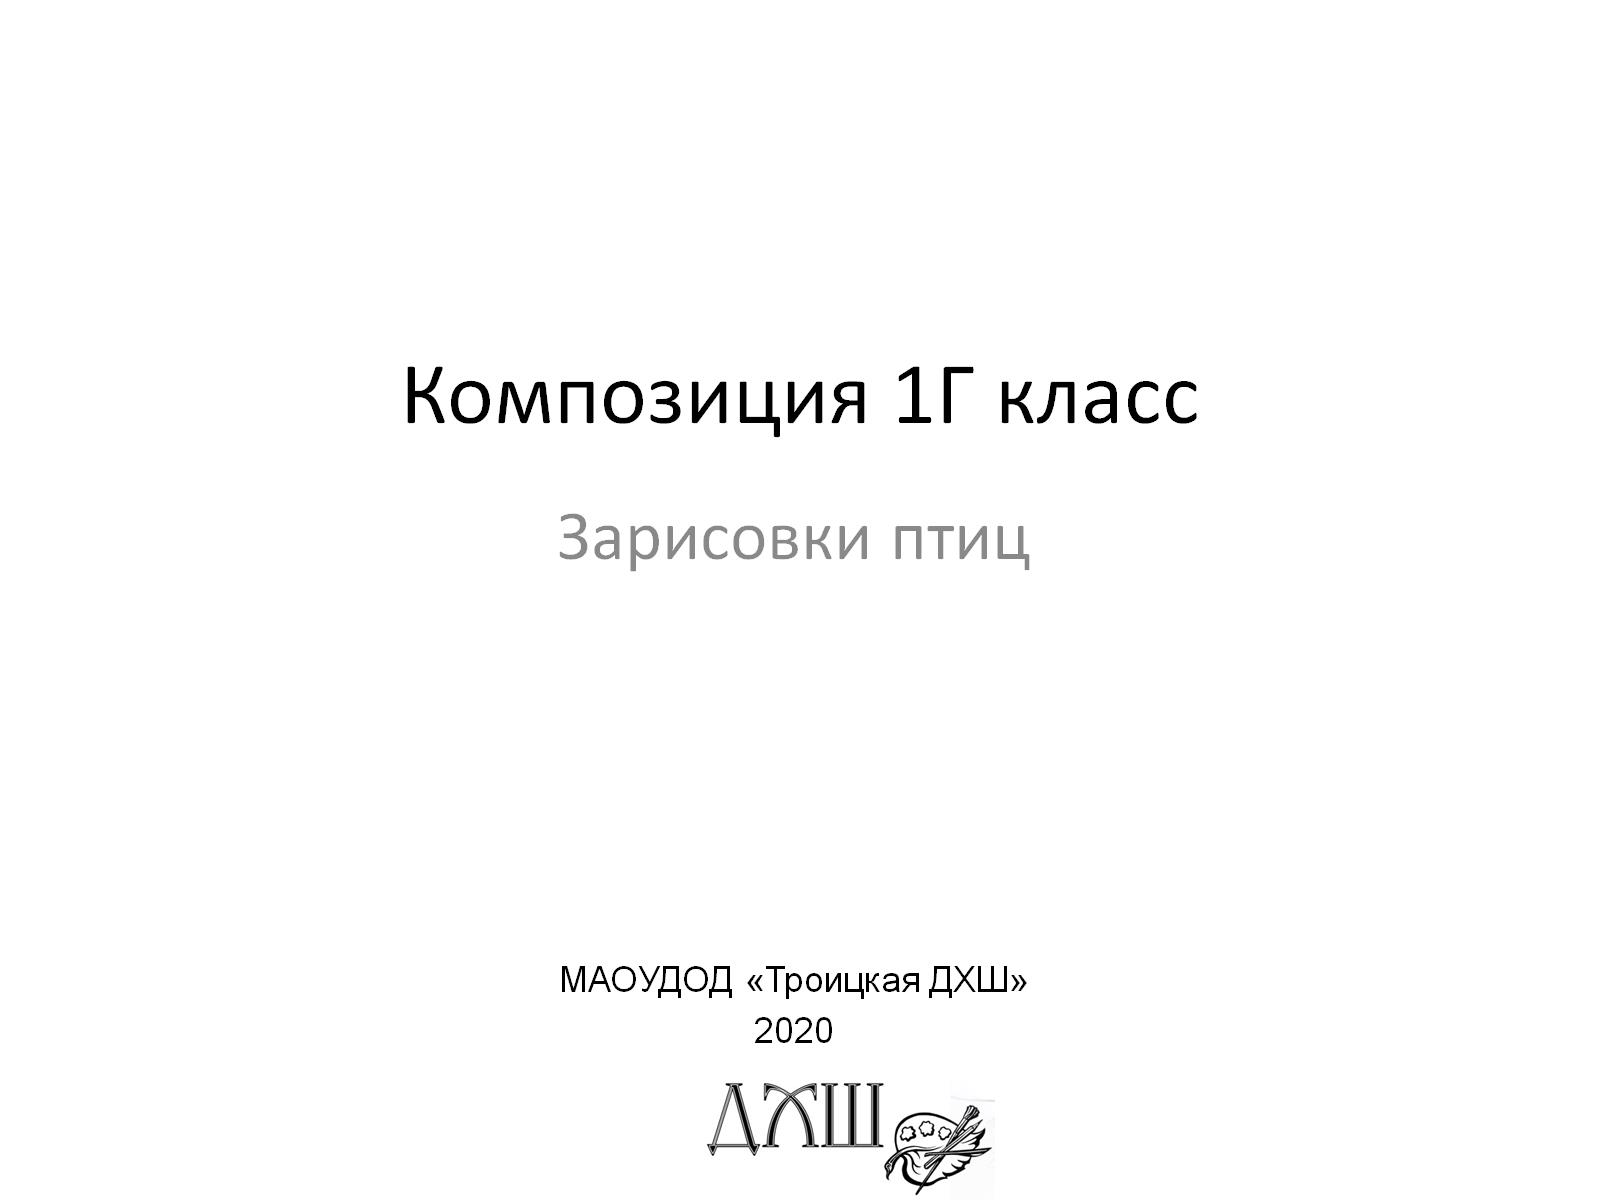 Композиция 1Г класс
Зарисовки птиц
МАОУДОД «Троицкая ДХШ»
2020
ДХШ